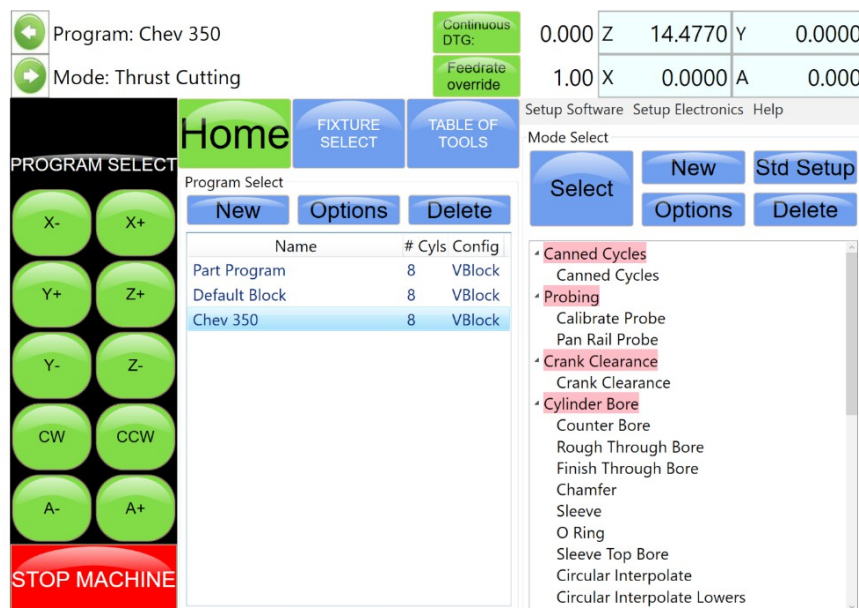 Program: Chev 350
Mode: Thrust Cutting
Continuous
DTG:
0.000 Z 14.4770 Y 0.0000
Feedrate
override
1.00 X 0.0000 A 0.000
PROGRAM SELECT
X- X+
Y+ Z+
Y- Z-
CW CCW
A- A+
STOP MACHINE
Home
FIXTURE
SELECT
TABLE OF
TOOLS
Program Select
New Options Delete
Name # Cyls Config
Part Program 8 VBlock
Default Block 8 VBlock
Chev 350 8 VBlock
Setup Software Setup Electronics Help
Mode Select
Select
New Std Setup
Options Delete
Canned Cycles
Canned Cycles
Probing
Calibrate Probe
Pan Rail Probe
Crank Clearance
Crank Clearance
Cylinder Bore
Counter Bore
Rough Through Bore
Finish Through Bore
Chamfer
Sleeve
O Ring
Sleeve Top Bore
Circular Interpolate
Circular Interpolate Lowers